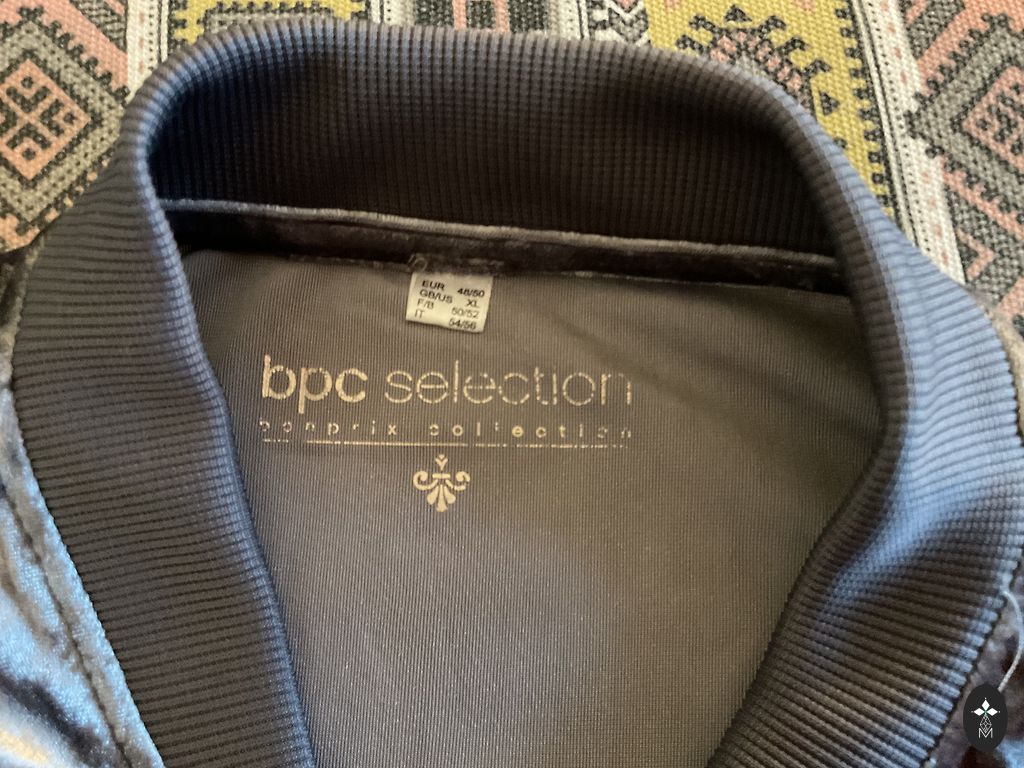 EUR 48/50
GB/US XL
F/B 50/52
IT 54/56
bpc selection
bonprix collection
M